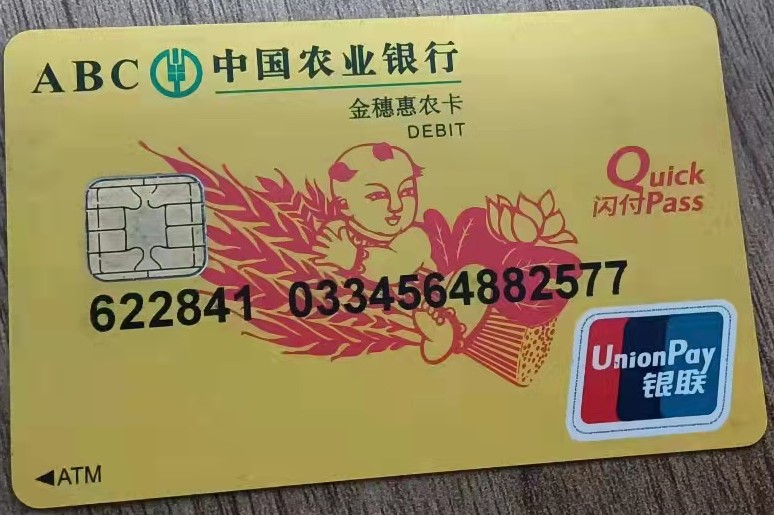 ABC 中国农业银行
金穗惠农卡
DEBIT
Quick
闪付Pass
622841 0334564882577
UnionPay
银联
◀ATM